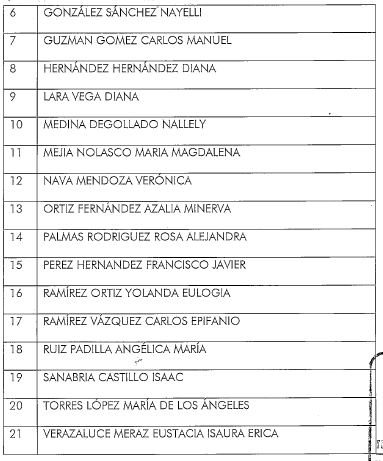 6 GONZÁLEZ SÁNCHEZ NAYELLI
7 GUZMAN GOMEZ CARLOS MANUEL
8 HERNÁNDEZ HERNÁNDEZ DIANA
9 LARA VEGA DIANA
10 MEDINA DEGOLLADO NALLELY
11 MEJIA NOLASCO MARIA MAGDALENA
12 NAVA MENDOZA VERÓNICA
13 ORTIZ FERNÁNDEZ AZALIA MINERVA
14 PALMAS RODRIGUEZ ROSA ALEJANDRA
15 PEREZ HERNANDEZ FRANCISCO JAVIER
16 RAMÍREZ ORTIZ YOLANDA EULOGIA
17 RAMÍREZ VÁZQUEZ CARLOS EPIFANIO
18 RUIZ PADILLA ANGÉLICA MARÍA
19 SANABRIA CASTILLO ISAAC
20 TORRES LÓPEZ MARÍA DE LOS ÁNGELES
21 VERAZALUCE MERAZ EUSTACIA ISAURA ERICA